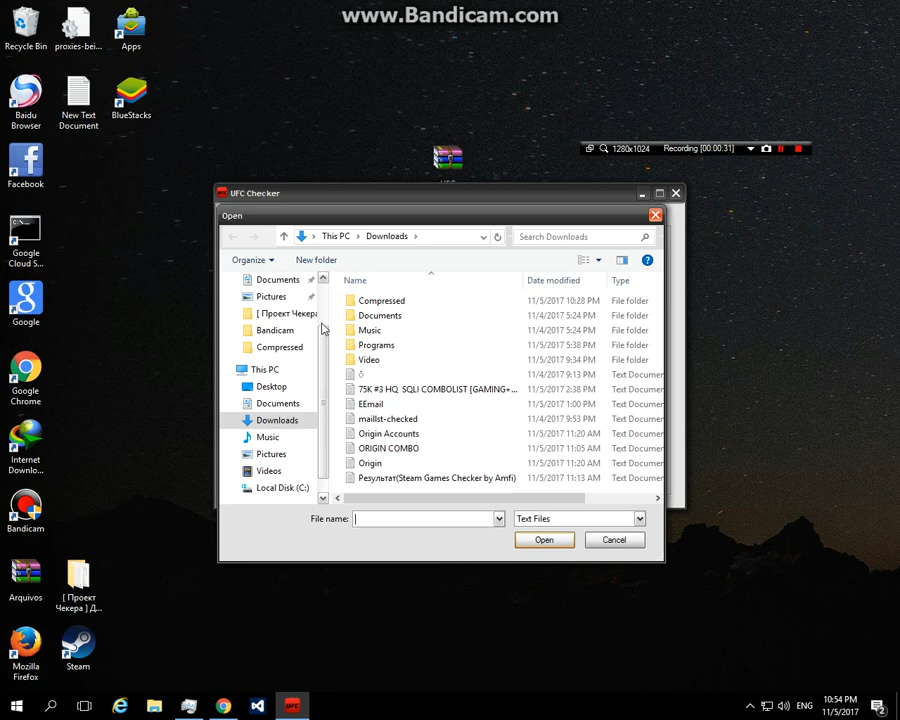 www.Bandicam.com
Recycle Bin
proxies-bei...
Apps
Baidu Browser
New Text Document
BlueStacks
1280x1024 Recording [00:00:31]
Facebook
UFC Checker
Open
This PC > Downloads >
Search Downloads
Organize
New folder
Google Cloud S...
Documents
Pictures
[ Проект Чекера
Bandicam
Compressed
This PC
Desktop
Documents
Downloads
Music
Pictures
Videos
Local Disk (C:)
Name Date modified Type
Compressed 11/5/2017 10:28 PM File folder
Documents 11/4/2017 5:24 PM File folder
Music 11/4/2017 5:24 PM File folder
Programs 11/5/2017 5:38 PM File folder
Video 11/5/2017 9:34 PM File folder
11/4/2017 9:13 PM Text Document
75K #3 HQ SQLI COMBOLIST [GAMING+... 11/5/2017 2:38 PM Text Document
EEmail 11/5/2017 1:00 PM Text Document
maillst-checked 11/4/2017 9:53 PM Text Document
Origin Accounts 11/5/2017 11:20 AM Text Document
ORIGIN COMBO 11/5/2017 11:05 AM Text Document
Origin 11/5/2017 11:20 AM Text Document
Результат(Steam Games Checker by Amfi) 11/5/2017 11:13 AM Text Document
File name:
Text Files
Open
Cancel
Google
Google Chrome
Internet Downlo...
Bandicam
Arquivos
[ Проект Чекера ] Д...
Mozilla Firefox
Steam
UFC
ENG
10:54 PM
11/5/2017
2